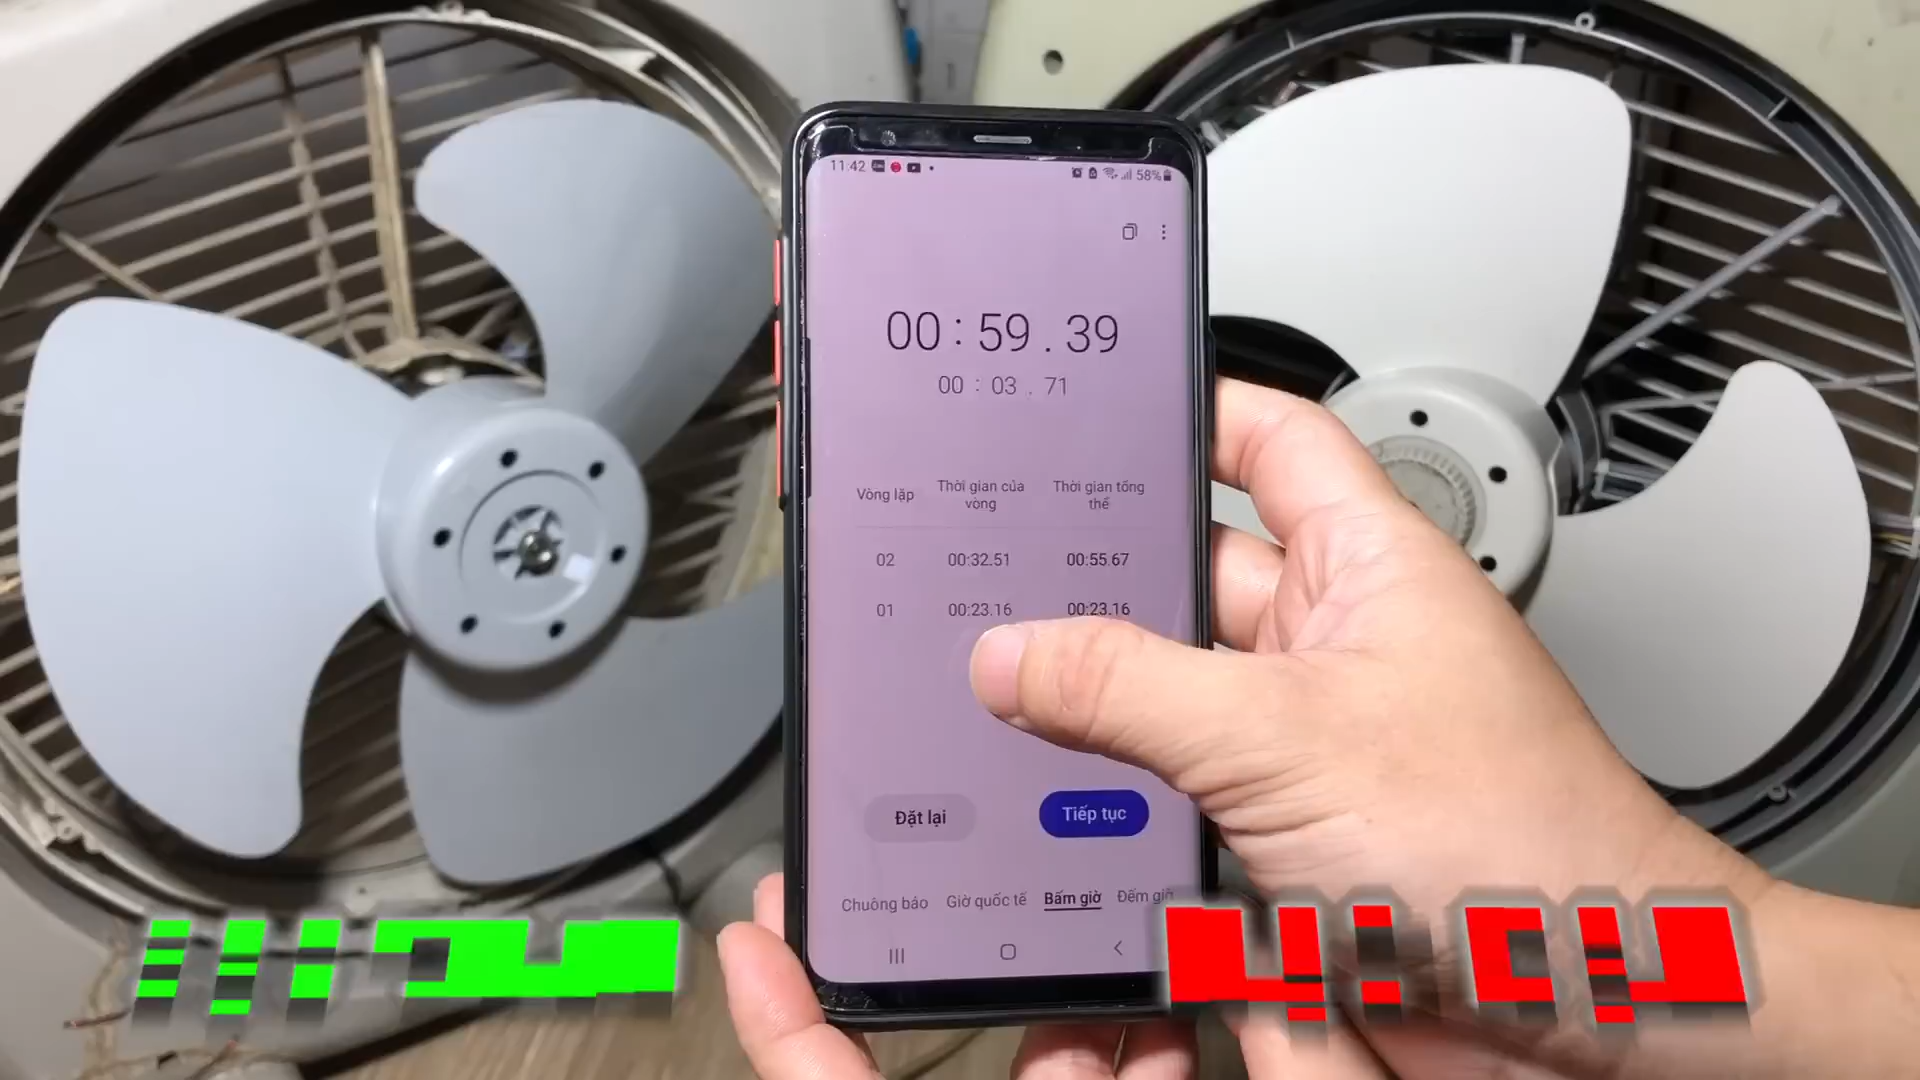 11:42
58%
00 : 59 . 39
00 : 03 . 71
Vòng lặp
Thời gian của vòng
Thời gian tổng thể
02 00:32.51 00:55.67
01 00:23.16 00:23.16
Đặt lại
Tiếp tục
Chuông báo Giờ quốc tế Bấm giờ Đếm giờ